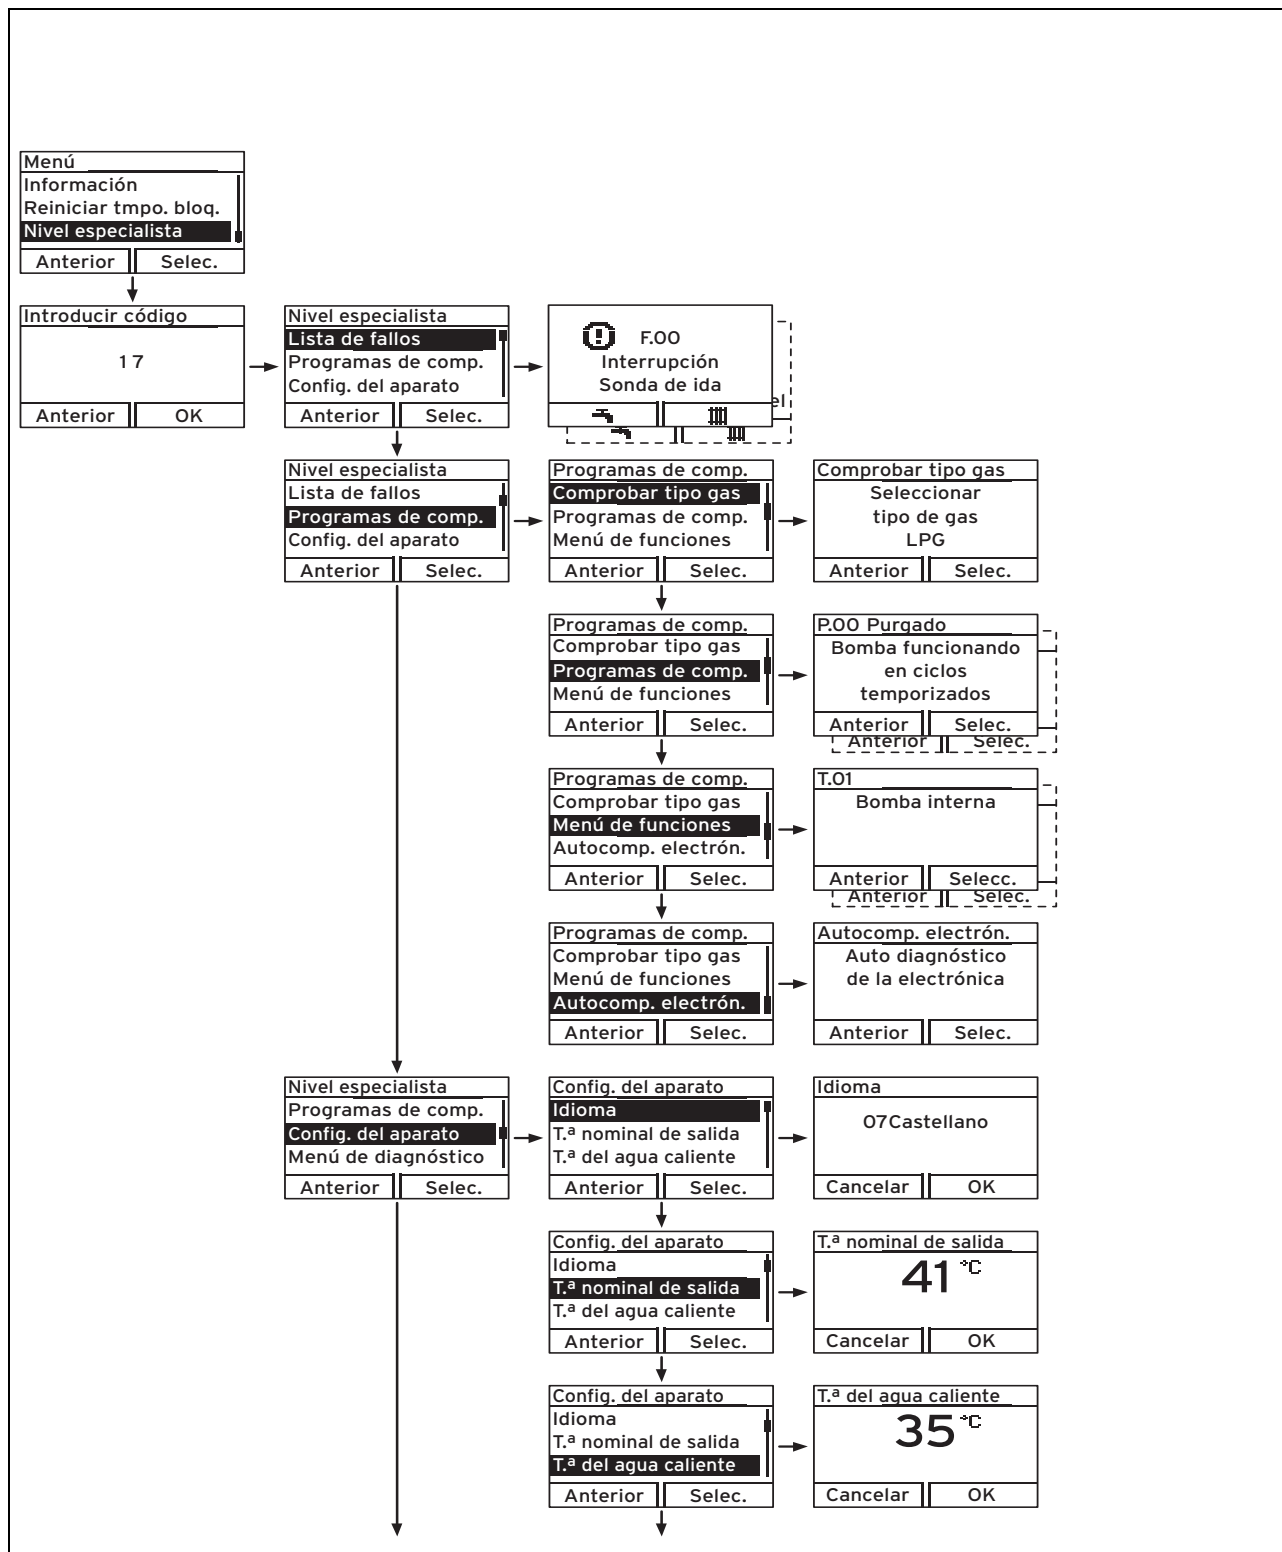 Menú
Información
Reiniciar tmpo. bloq.
Nivel especialista
Anterior Selec.
Introducir código
17
Anterior OK
Nivel especialista
Lista de fallos
Programas de comp.
Config. del aparato
Anterior Selec.
F.00
Interrupción
Sonda de ida
el
Nivel especialista
Lista de fallos
Programas de comp.
Config. del aparato
Anterior Selec.
Programas de comp.
Comprobar tipo gas
Programas de comp.
Menú de funciones
Anterior Selec.
Comprobar tipo gas
Seleccionar
tipo de gas
LPG
Anterior Selec.
Programas de comp.
Comprobar tipo gas
Programas de comp.
Menú de funciones
Anterior Selec.
P.00 Purgado
Bomba funcionando
en ciclos
temporizados
Anterior Selec.
Anterior Selec.
Programas de comp.
Comprobar tipo gas
Menú de funciones
Autocomp. electrón.
Anterior Selec.
T.01
Bomba interna
Anterior Selecc.
Anterior Selec.
Programas de comp.
Comprobar tipo gas
Menú de funciones
Autocomp. electrón.
Anterior Selec.
Autocomp. electrón.
Auto diagnóstico
de la electrónica
Anterior Selec.
Nivel especialista
Programas de comp.
Config. del aparato
Menú de diagnóstico
Anterior Selec.
Config. del aparato
Idioma
T.ª nominal de salida
T.ª del agua caliente
Anterior Selec.
Idioma
07Castellano
Cancelar OK
Config. del aparato
Idioma
T.ª nominal de salida
T.ª del agua caliente
Anterior Selec.
T.ª nominal de salida
41 °C
Cancelar OK
Config. del aparato
Idioma
T.ª nominal de salida
T.ª del agua caliente
Anterior Selec.
T.ª del agua caliente
35 °C
Cancelar OK